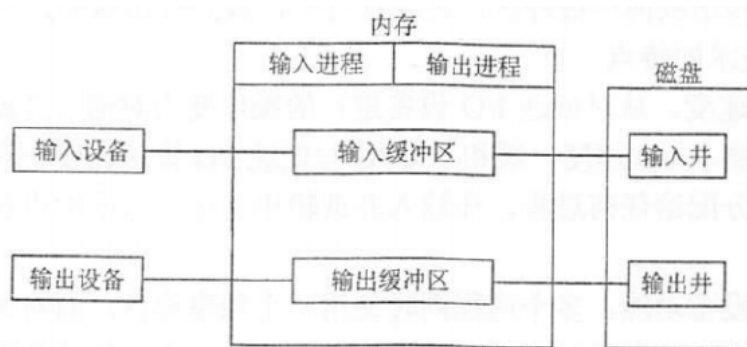 内存
输入进程 输出进程
磁盘
输入设备 输入缓冲区 输入井
输出设备 输出缓冲区 输出井